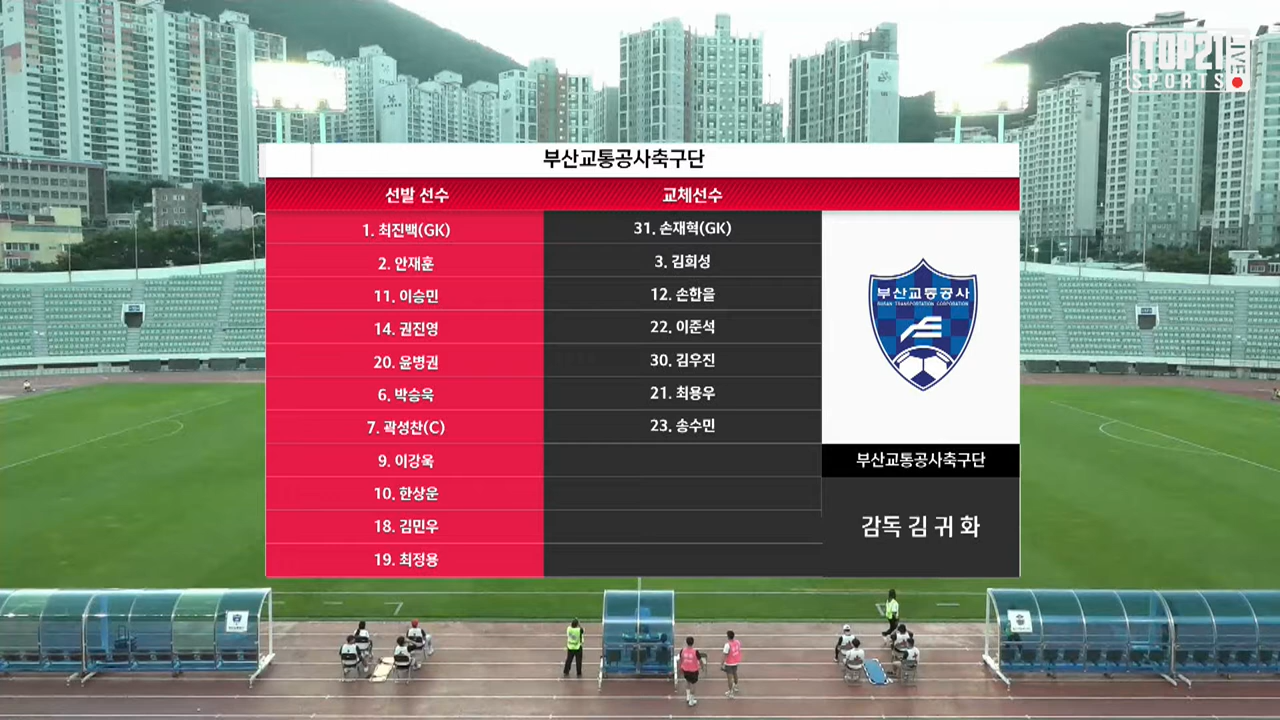 TOP21
LIVE
SPORTS
부산교통공사축구단
선발 선수
교체선수
1. 최진백(GK)
31. 손재혁(GK)
2. 안재훈
3. 김희성
11. 이승민
12. 손한을
14. 권진영
22. 이준석
20. 윤병권
30. 김우진
6. 박승욱
21. 최용우
7. 곽성찬(C)
23. 송수민
9. 이강욱
10. 한상운
18. 김민우
19. 최정용
부산교통공사
BUSAN TRANSPORTATION CORPORATION
부산교통공사축구단
감독 김 귀 화